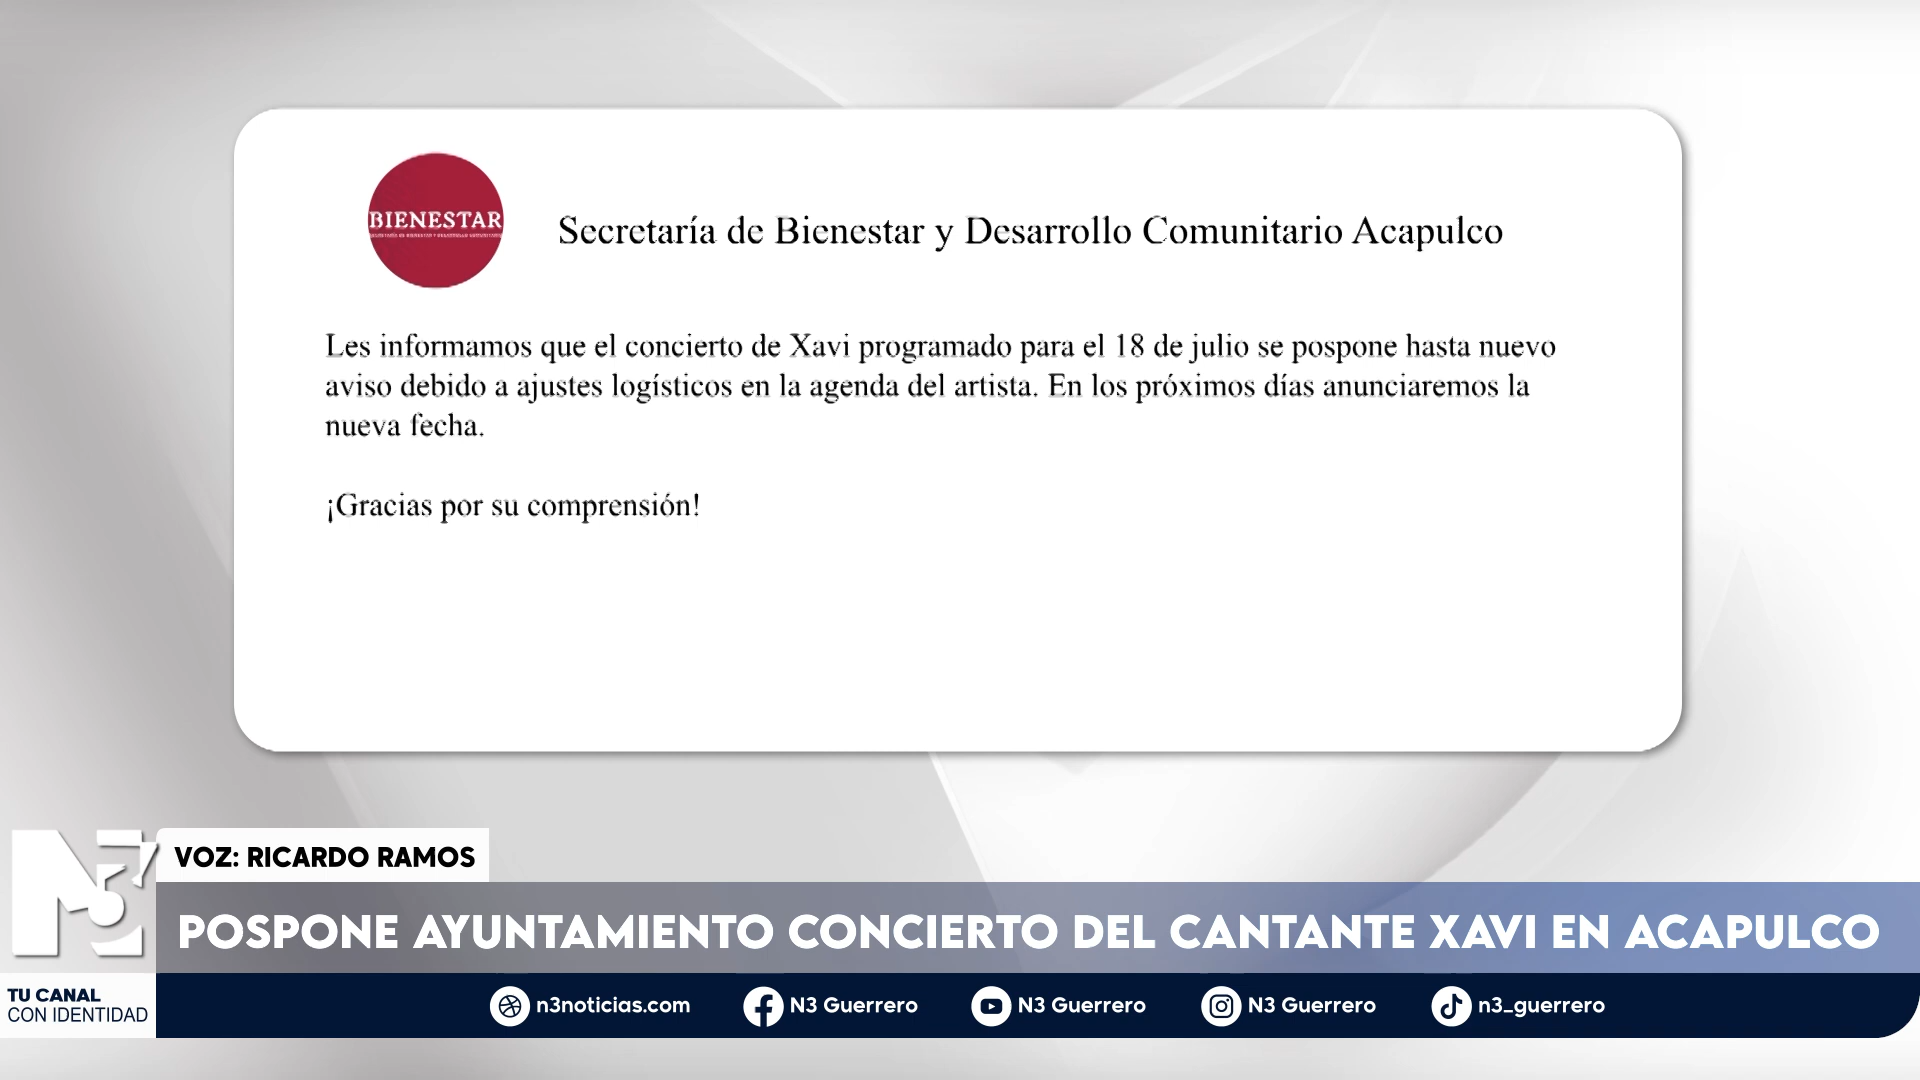 BIENESTAR
Secretaría de Bienestar y Desarrollo Comunitario Acapulco
Les informamos que el concierto de Xavi programado para el 18 de julio se pospone hasta nuevo
aviso debido a ajustes logísticos en la agenda del artista. En los próximos días anunciaremos la
nueva fecha.
¡Gracias por su comprensión!
N3
VOZ: RICARDO RAMOS
POSPONE AYUNTAMIENTO CONCIERTO DEL CANTANTE XAVI EN ACAPULCO
TU CANAL
CON IDENTIDAD
n3noticias.com
N3 Guerrero
N3 Guerrero
N3 Guerrero
n3_guerrero